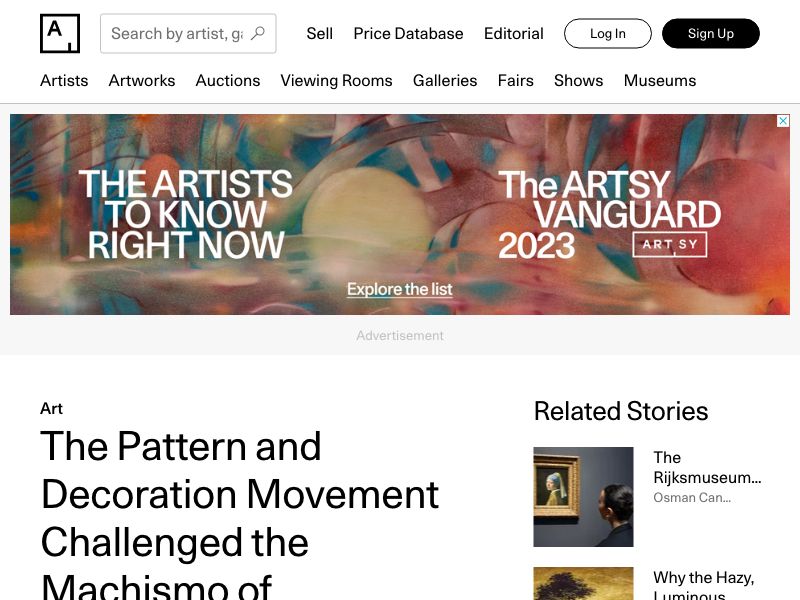 A
Search by artist, ga
Sell
Price Database
Editorial
Log In
Sign Up
Artists
Artworks
Auctions
Viewing Rooms
Galleries
Fairs
Shows
Museums
THE ARTISTS
TO KNOW
RIGHT NOW
The ARTSY
VANGUARD
2023
ARTSY
Explore the list
Advertisement
Art
The Pattern and
Decoration Movement
Challenged the
Machismo of
Related Stories
The
Rijksmuseum...
Osman Can...
Why the Hazy,
Luminous